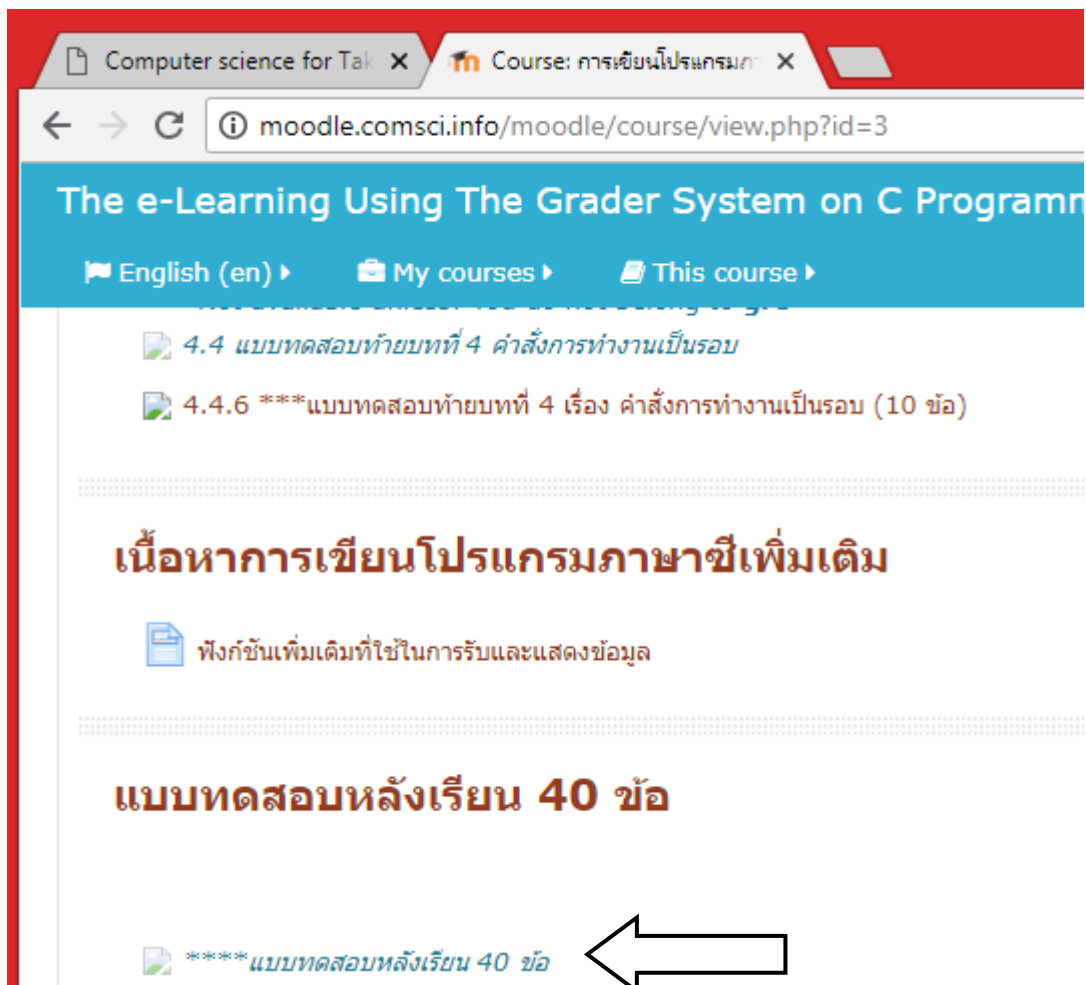 Computer science for Tak
Course: การเขียนโปรแกรมภา
moodle.comsci.info/moodle/course/view.php?id=3
The e-Learning Using The Grader System on C Programm
English (en) My courses This course
4.4 แบบทดสอบท้ายบทที่ 4 คำสั่งการทำงานเป็นรอบ
4.4.6 ***แบบทดสอบท้ายบทที่ 4 เรื่อง คำสั่งการทำงานเป็นรอบ (10 ข้อ)
เนื้อหาการเขียนโปรแกรมภาษาซีเพิ่มเติม
ฟังก์ชันเพิ่มเติมที่ใช้ในการรับและแสดงข้อมูล
แบบทดสอบหลังเรียน 40 ข้อ
****แบบทดสอบหลังเรียน 40 ข้อ